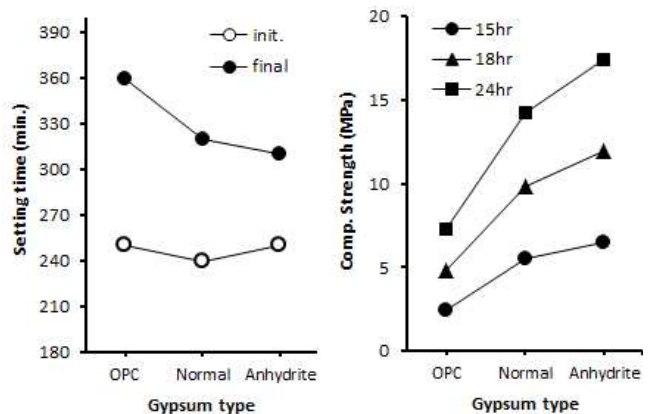 390
360
330
300
270
240
210
180
Setting time (min.)
init.
final
OPC Normal Anhydrite
Gypsum type
20
15
10
5
0
Comp. Strength (MPa)
15hr
18hr
24hr
OPC Normal Anhydrite
Gypsum type